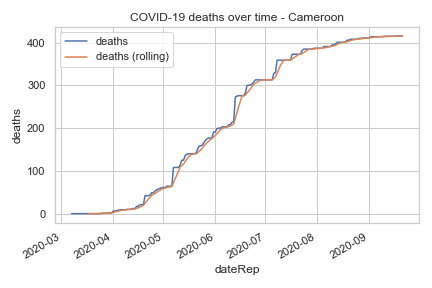 COVID-19 deaths over time - Cameroon
deaths
deaths (rolling)
400
300
200
100
0
deaths
2020-03
2020-04
2020-05
2020-06
2020-07
2020-08
2020-09
dateRep